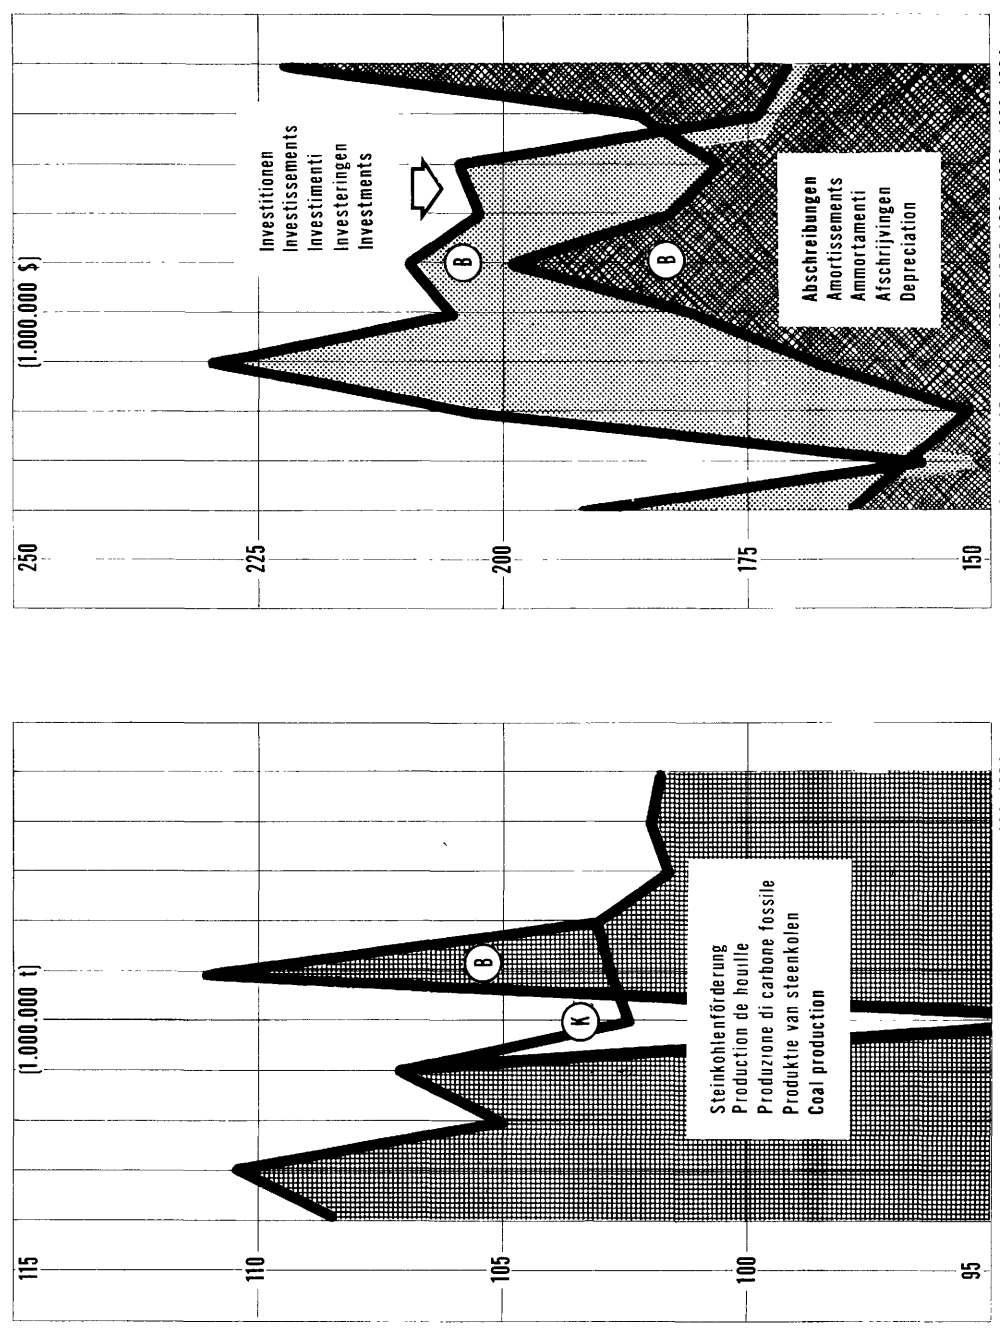 (1.000.000 t)
115
110
105
100
95
B
K
Steinkohlenförderung
Production de houille
Produzione di carbone fossile
Produktie van steenkolen
Coal production
(1.000.000 $)
250
225
200
175
150
Investitionen
Investissements
Investimenti
Investeringen
Investments
B
B
Abschreibungen
Amortissements
Ammortamenti
Afschrijvingen
Depreciation